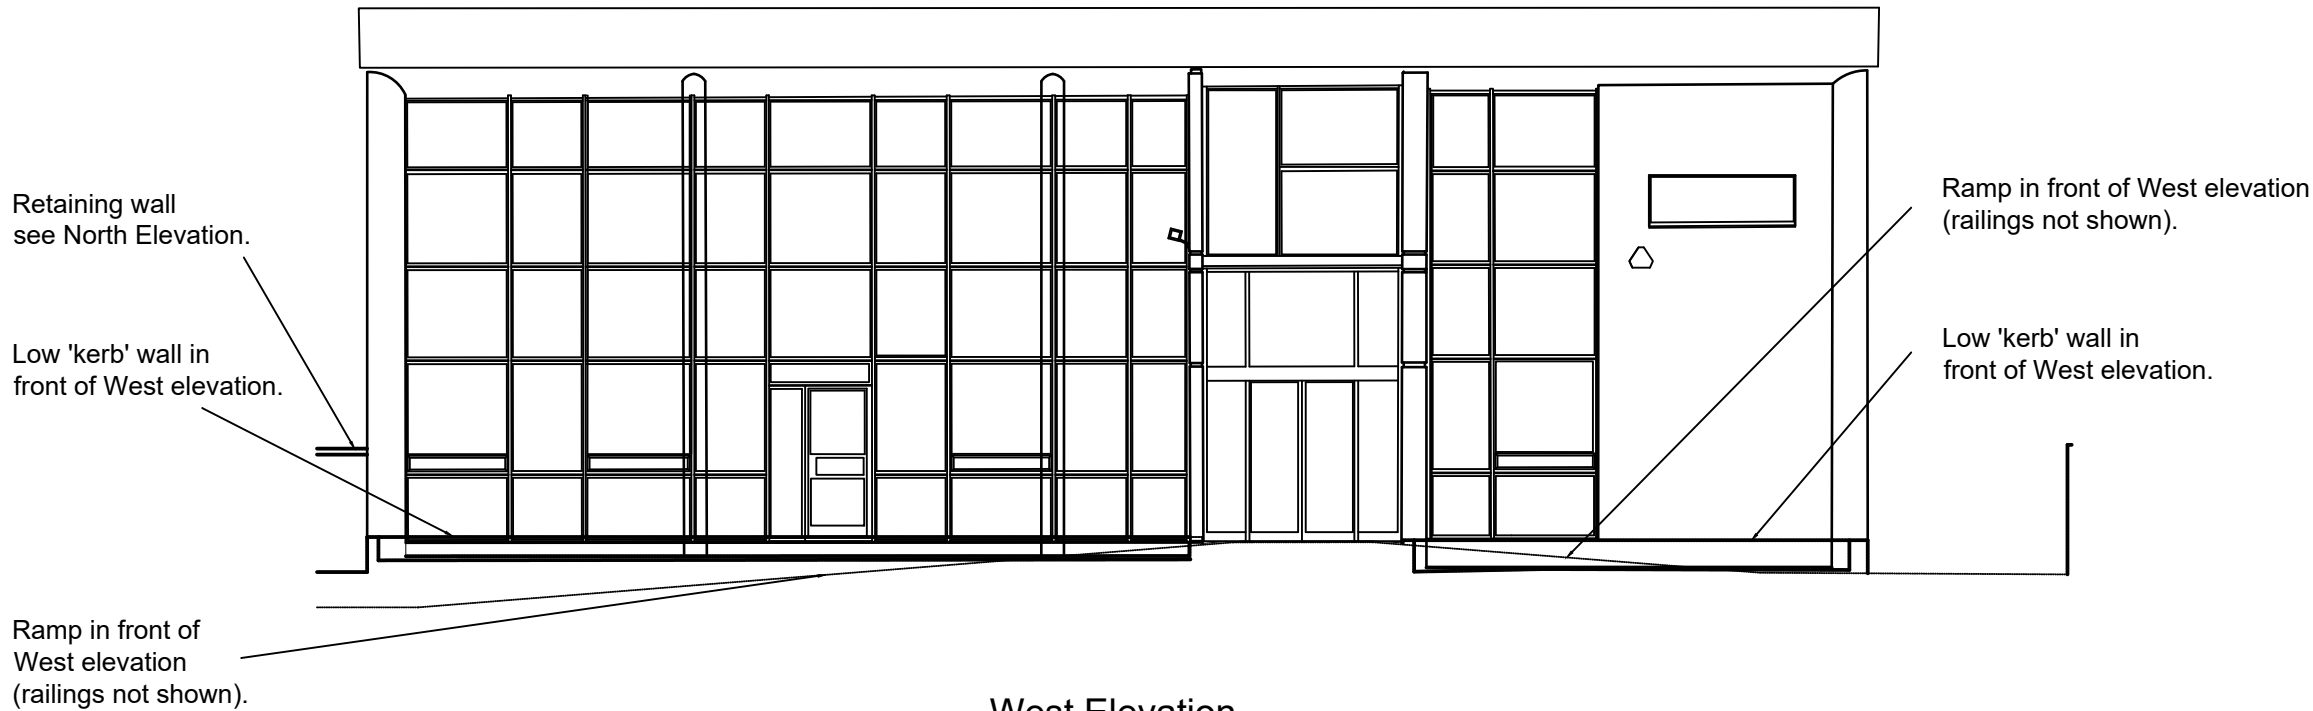 Retaining wall
see North Elevation.
Low 'kerb' wall in
front of West elevation.
Ramp in front of
West elevation
(railings not shown).
Ramp in front of West elevation
(railings not shown).
Low 'kerb' wall in
front of West elevation.
West Elevation